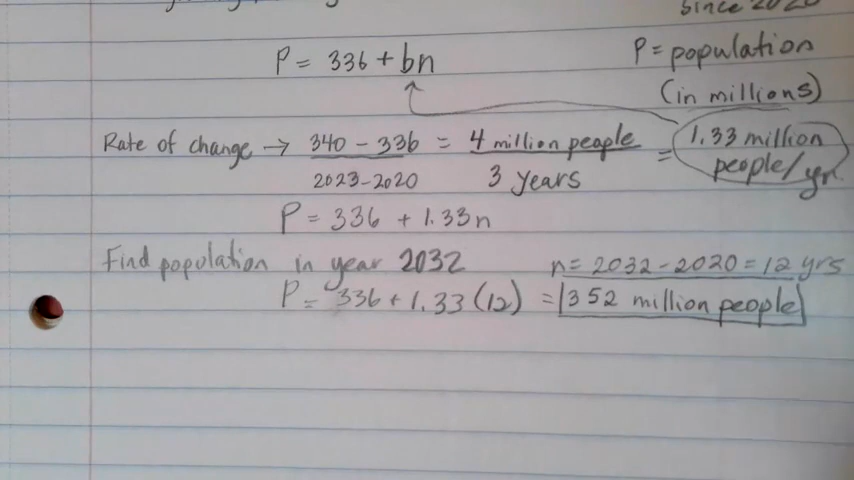 since 2020
P = 336 + bn
P = population
(in millions)
Rate of change → 340 - 336 = 4 million people = 1.33 million
2023-2020 3 years people/yr
P = 336 + 1.33n
Find population in year 2032 n = 2032 - 2020 = 12 yrs
P = 336 + 1.33 (12) = 352 million people